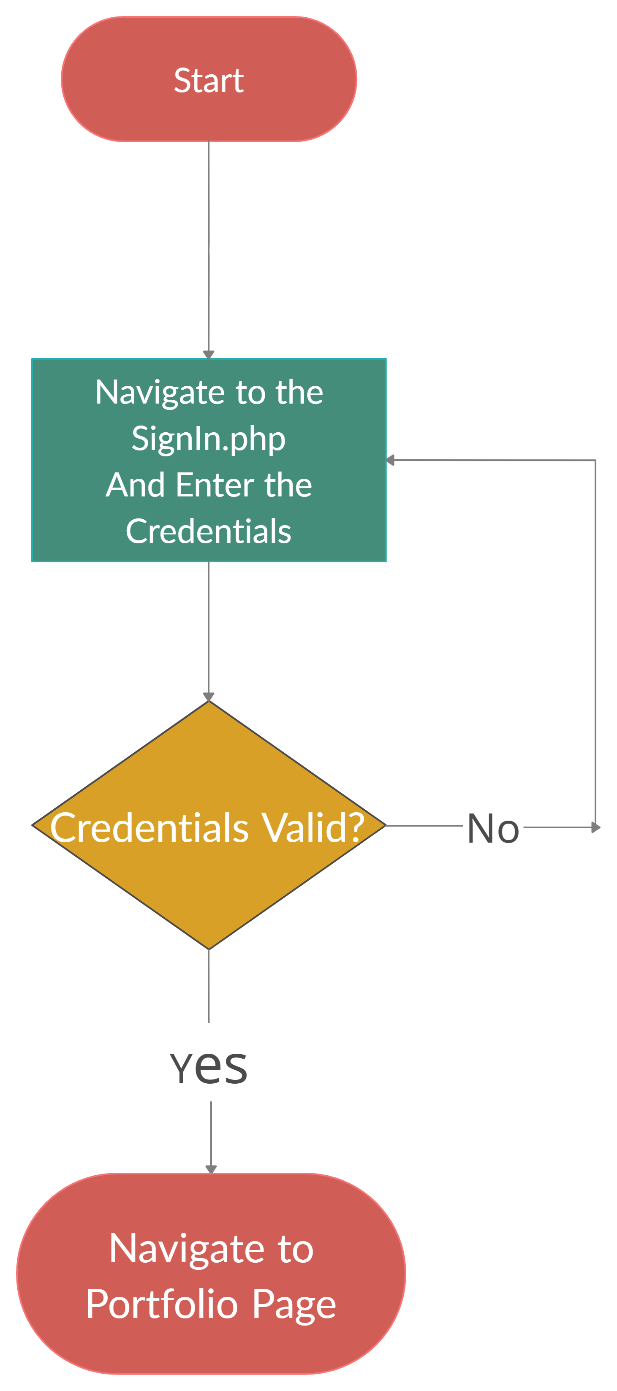 Start
Navigate to the
SignIn.php
And Enter the
Credentials
Credentials Valid?
No
Yes
Navigate to
Portfolio Page